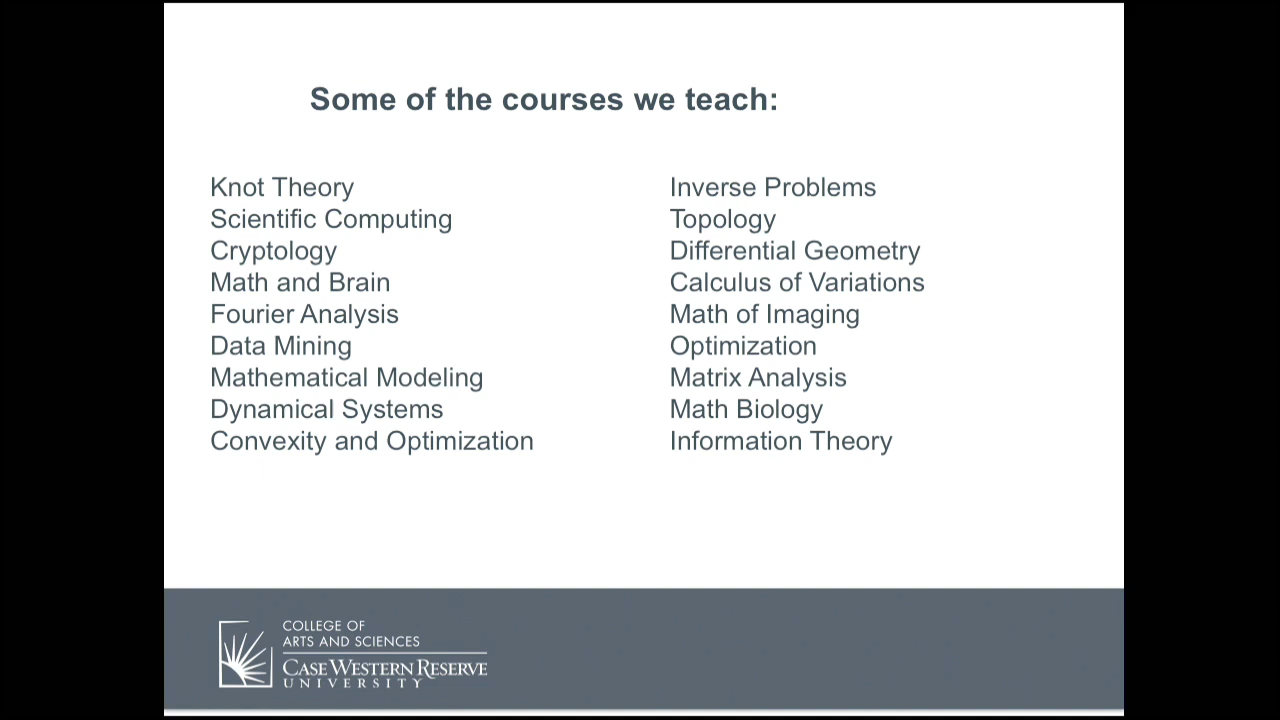 Some of the courses we teach:
Knot Theory
Scientific Computing
Cryptology
Math and Brain
Fourier Analysis
Data Mining
Mathematical Modeling
Dynamical Systems
Convexity and Optimization
Inverse Problems
Topology
Differential Geometry
Calculus of Variations
Math of Imaging
Optimization
Matrix Analysis
Math Biology
Information Theory
COLLEGE OF
ARTS AND SCIENCES
CASE WESTERN RESERVE
UNIVERSITY